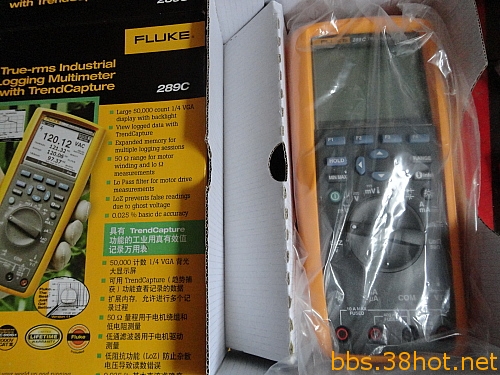 with TrendCapture
289C
FLUKE
True-rms Industrial
Logging Multimeter
with TrendCapture
289C
Large 50,000 count 1/4 VGA
display with backlight
View logged data with
TrendCapture
Expanded memory for
multiple logging sessions
50 Ω range for
motor winding and lo Ω
measurements
Lo Pass filter for motor drive
measurements
LoZ prevents false readings
due to ghost voltage
0.025 % basic dc accuracy
120.12 VAC
具有 TrendCapture
功能的工业用真有效值
记录万用表
50,000 计数 1/4 VGA 背光
大显示屏
可用 TrendCapture (趋势捕
获) 功能查看记录的数据
扩展内存, 允许进行多个记
录过程
50 Ω 量程用于电机绕组和
低电阻测量
低通滤波器用于电机驱动
测量
低阻抗功能 (LoZ) 防止杂散
电压导致读数错误
LIFETIME
Fluke
289C
F1
HOLD
RANGE
COM
bbs.38hot.net